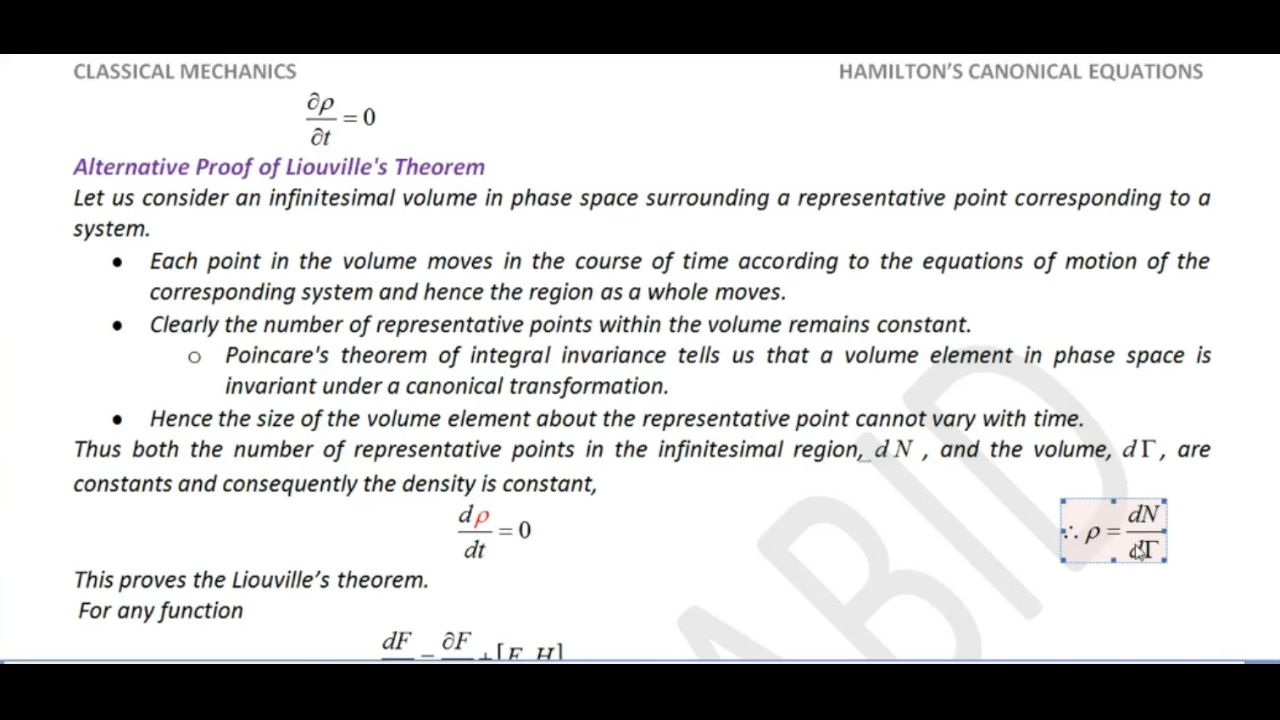 CLASSICAL MECHANICS HAMILTON'S CANONICAL EQUATIONS
∂ρ/∂t = 0
Alternative Proof of Liouville's Theorem
Let us consider an infinitesimal volume in phase space surrounding a representative point corresponding to a
system.
• Each point in the volume moves in the course of time according to the equations of motion of the
corresponding system and hence the region as a whole moves.
• Clearly the number of representative points within the volume remains constant.
o Poincare's theorem of integral invariance tells us that a volume element in phase space is
invariant under a canonical transformation.
• Hence the size of the volume element about the representative point cannot vary with time.
Thus both the number of representative points in the infinitesimal region, dN , and the volume, dΓ, are
constants and consequently the density is constant,
dρ/dt = 0 ∴ ρ = dN/dΓ
This proves the Liouville's theorem.
For any function
dF ∂F
= +[F, H]
ABID